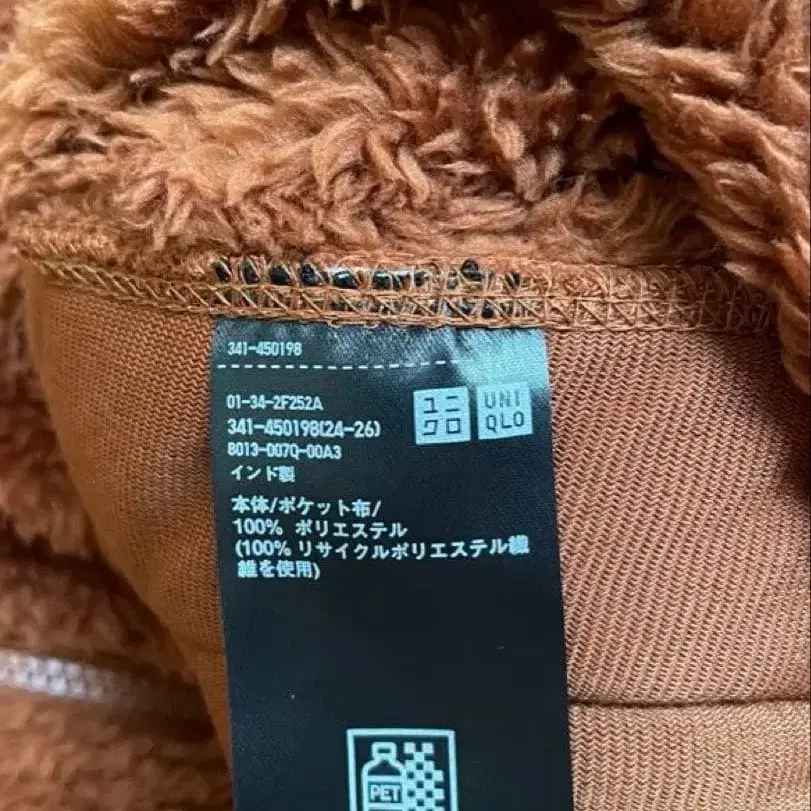 341-450198
01-34-2F252A
341-450198(24-26)
8013-007Q-00A3
インド製
ユニ
クロ
UNI
QLO
本体/ポケット布/
100% ポリエステル
(100% リサイクルポリエステル繊
維を使用)
PET